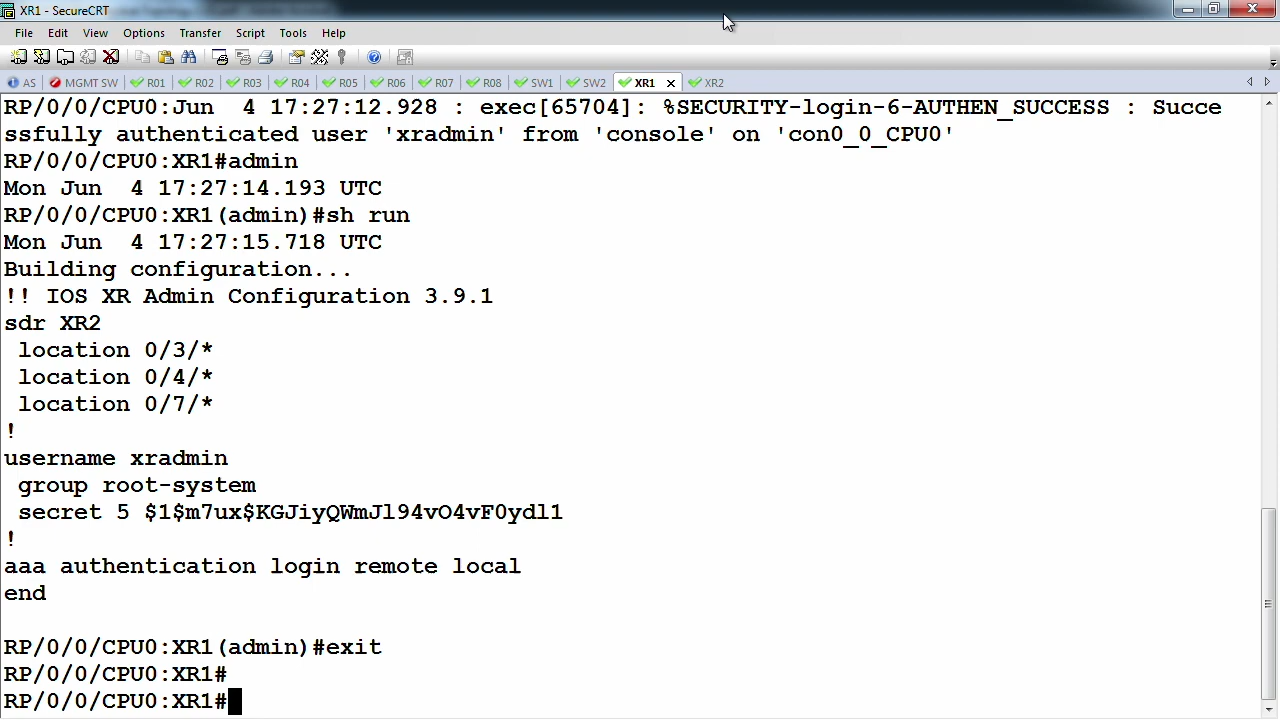 XR1 - SecureCRT
File Edit View Options Transfer Script Tools Help
AS MGMT SW R01 R02 R03 R04 R05 R06 R07 R08 SW1 SW2 XR1 XR2
RP/0/0/CPU0:Jun  4 17:27:12.928 : exec[65704]: %SECURITY-login-6-AUTHEN_SUCCESS : Succe
ssfully authenticated user 'xradmin' from 'console' on 'con0_0_CPU0'
RP/0/0/CPU0:XR1#admin
Mon Jun  4 17:27:14.193 UTC
RP/0/0/CPU0:XR1(admin)#sh run
Mon Jun  4 17:27:15.718 UTC
Building configuration...
!! IOS XR Admin Configuration 3.9.1
sdr XR2
 location 0/3/*
 location 0/4/*
 location 0/7/*
!
username xradmin
 group root-system
 secret 5 $1$m7ux$KGJiyQWmJl94vO4vF0ydl1
!
aaa authentication login remote local
end
RP/0/0/CPU0:XR1(admin)#exit
RP/0/0/CPU0:XR1#
RP/0/0/CPU0:XR1#